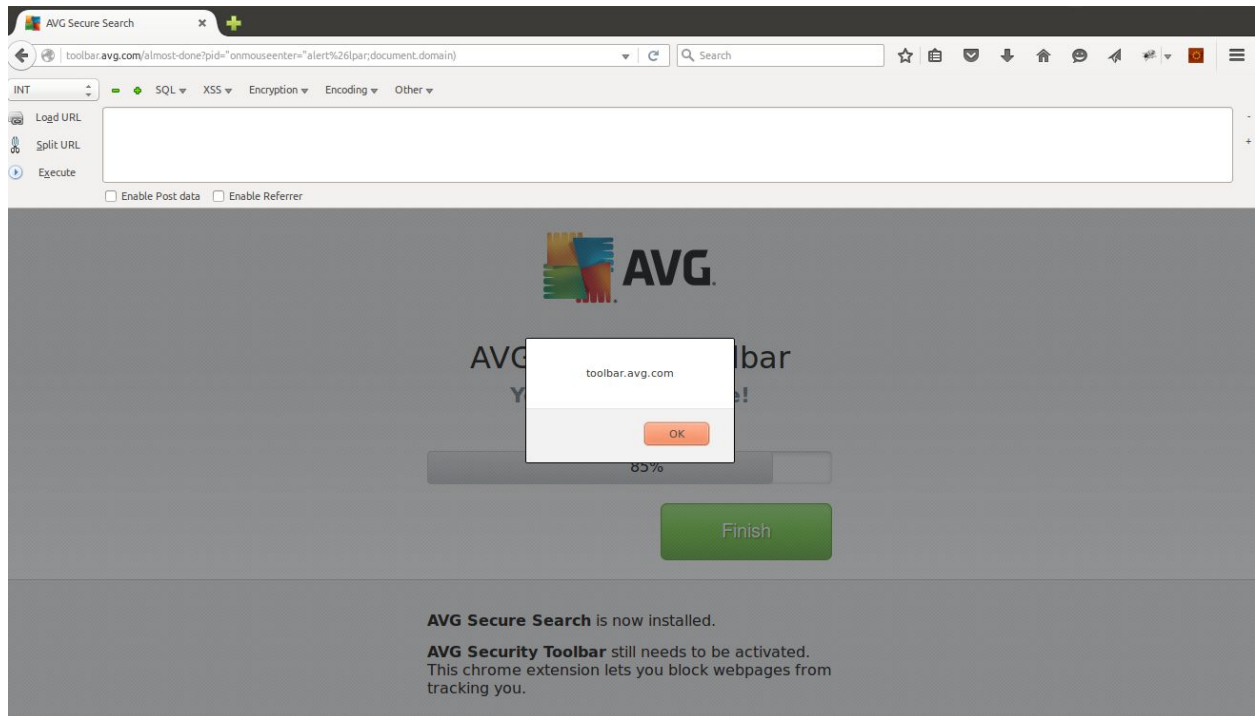 AVG Secure Search
toolbar.avg.com/almost-done?pid="onmouseenter="alert%26lpar;document.domain)
Search
INT
SQL
XSS
Encryption
Encoding
Other
Load URL
Split URL
Execute
-
+
Enable Post data
Enable Referrer
AVG.
AVG
lbar
toolbar.avg.com
OK
85%
Finish
AVG Secure Search is now installed.
AVG Security Toolbar still needs to be activated.
This chrome extension lets you block webpages from
tracking you.